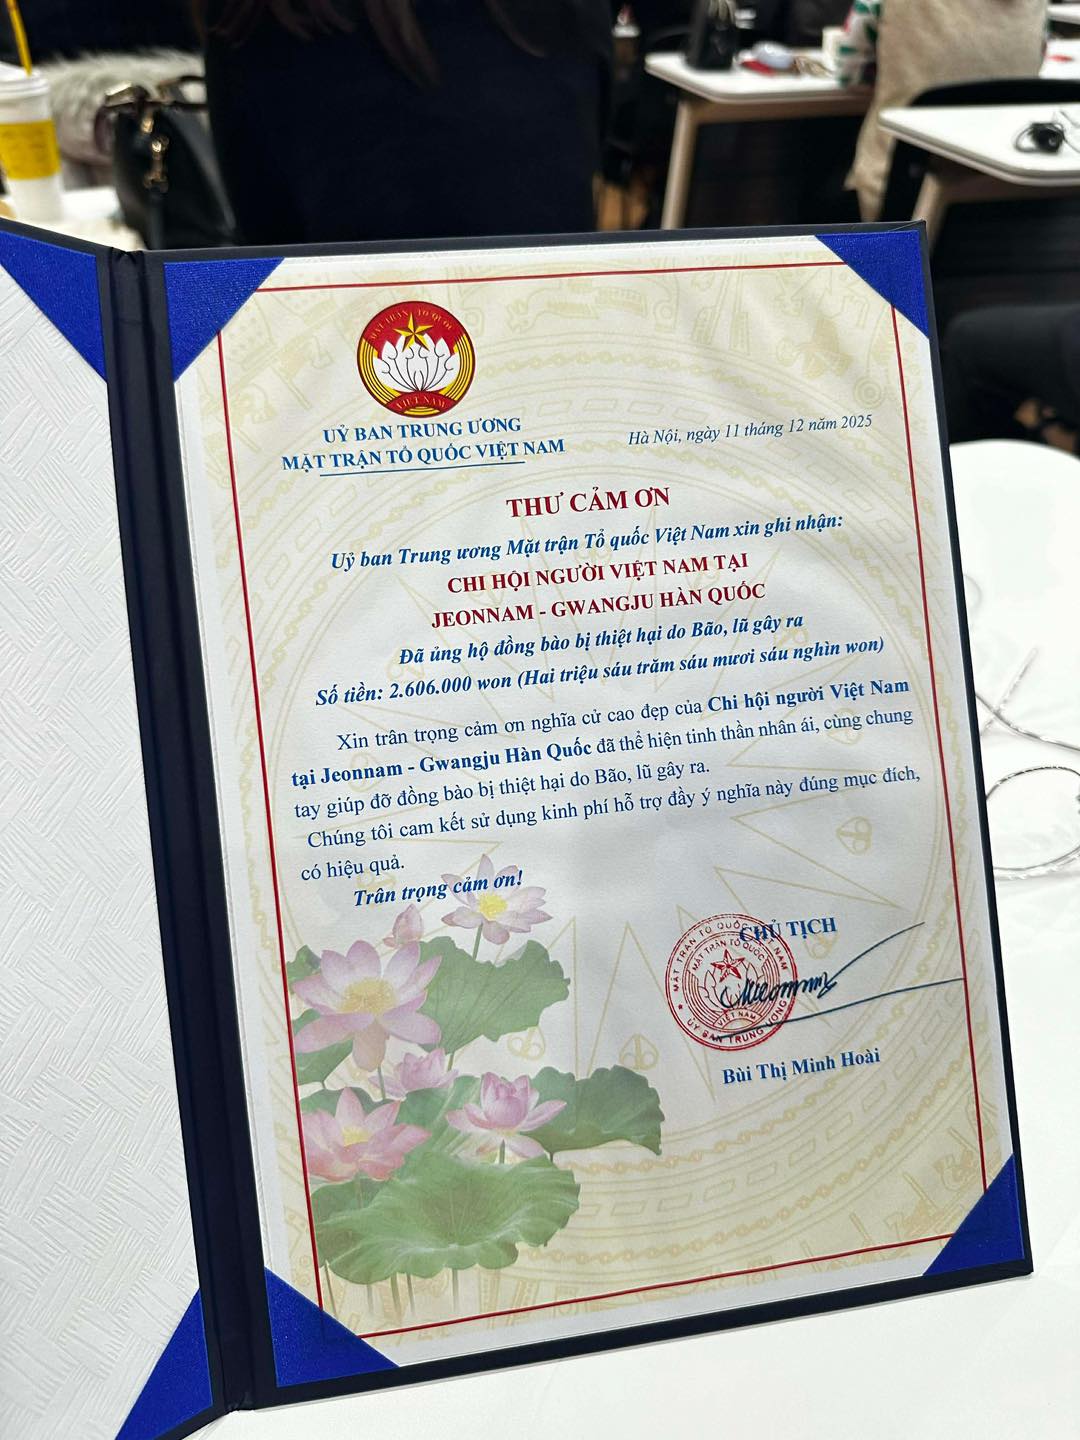 MẶT TRẬN TỔ QUỐC
VIỆT NAM
UỶ BAN TRUNG ƯƠNG
MẶT TRẬN TỔ QUỐC VIỆT NAM
Hà Nội, ngày 11 tháng 12 năm 2025
THƯ CẢM ƠN
Uỷ ban Trung ương Mặt trận Tổ quốc Việt Nam xin ghi nhận:
CHI HỘI NGƯỜI VIỆT NAM TẠI
JEONNAM - GWANGJU HÀN QUỐC
Đã ủng hộ đồng bào bị thiệt hại do Bão, lũ gây ra
Số tiền: 2.606.000 won (Hai triệu sáu trăm sáu mươi sáu nghìn won)
Xin trân trọng cảm ơn nghĩa cử cao đẹp của Chi hội người Việt Nam
tại Jeonnam - Gwangju Hàn Quốc đã thể hiện tinh thần nhân ái, cùng chung
tay giúp đỡ đồng bào bị thiệt hại do Bão, lũ gây ra.
Chúng tôi cam kết sử dụng kinh phí hỗ trợ đầy ý nghĩa này đúng mục đích,
có hiệu quả.
Trân trọng cảm ơn!
CHỦ TỊCH
MẶT TRẬN TỔ QUỐC VIỆT NAM
MẶT TRẬN TỔ QUỐC
VIỆT NAM
ỦY BAN TRUNG ƯƠNG
Bùi Thị Minh Hoài